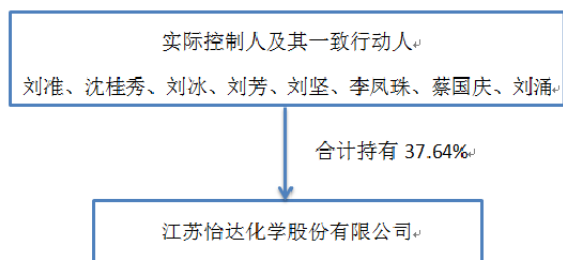 实际控制人及其一致行动人
刘准、沈桂秀、刘冰、刘芳、刘坚、李凤珠、蔡国庆、刘涌
合计持有 37.64%
江苏怡达化学股份有限公司